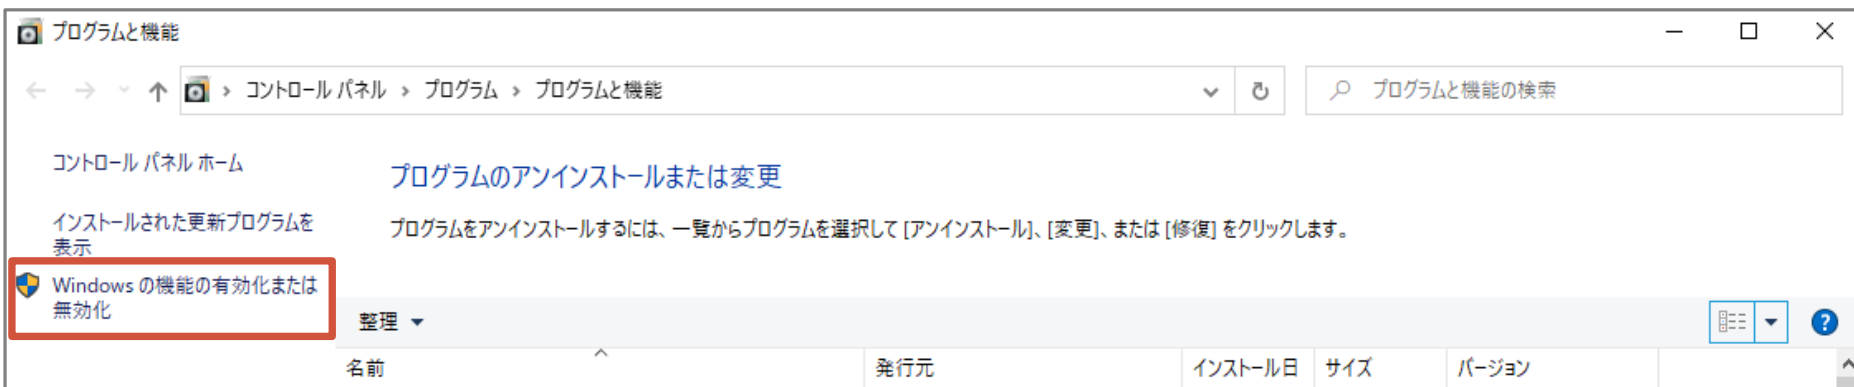 プログラムと機能
コントロール パネル › プログラム › プログラムと機能
プログラムと機能の検索
コントロール パネル ホーム
インストールされた更新プログラムを
表示
Windows の機能の有効化または
無効化
プログラムのアンインストールまたは変更
プログラムをアンインストールするには、一覧からプログラムを選択して [アンインストール]、[変更]、または [修復] をクリックします。
整理
名前 発行元 インストール日 サイズ バージョン